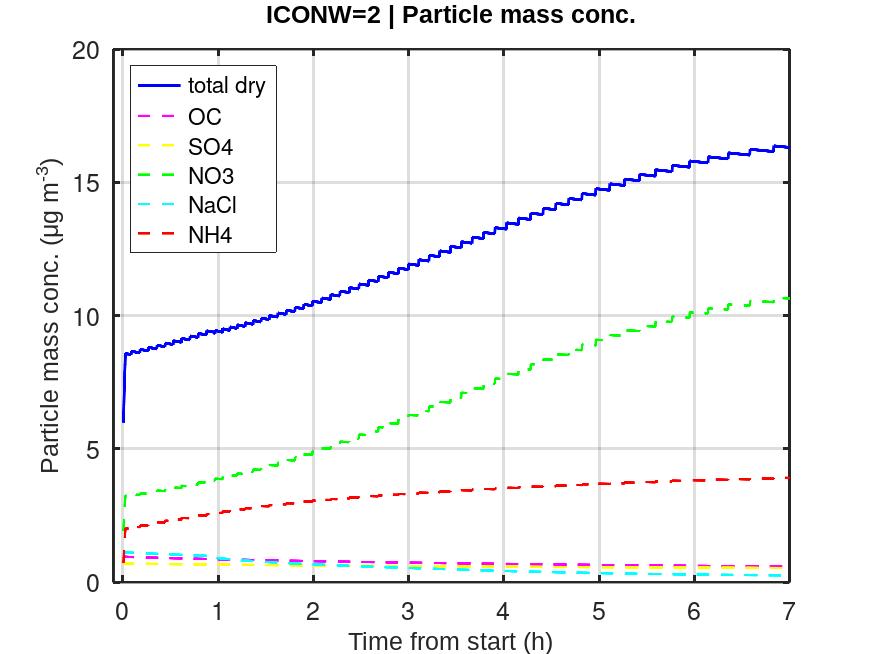 ICONW=2 | Particle mass conc.
20
15
10
5
0
Particle mass conc. (μg m⁻³)
total dry
OC
SO4
NO3
NaCl
NH4
0 1 2 3 4 5 6 7
Time from start (h)